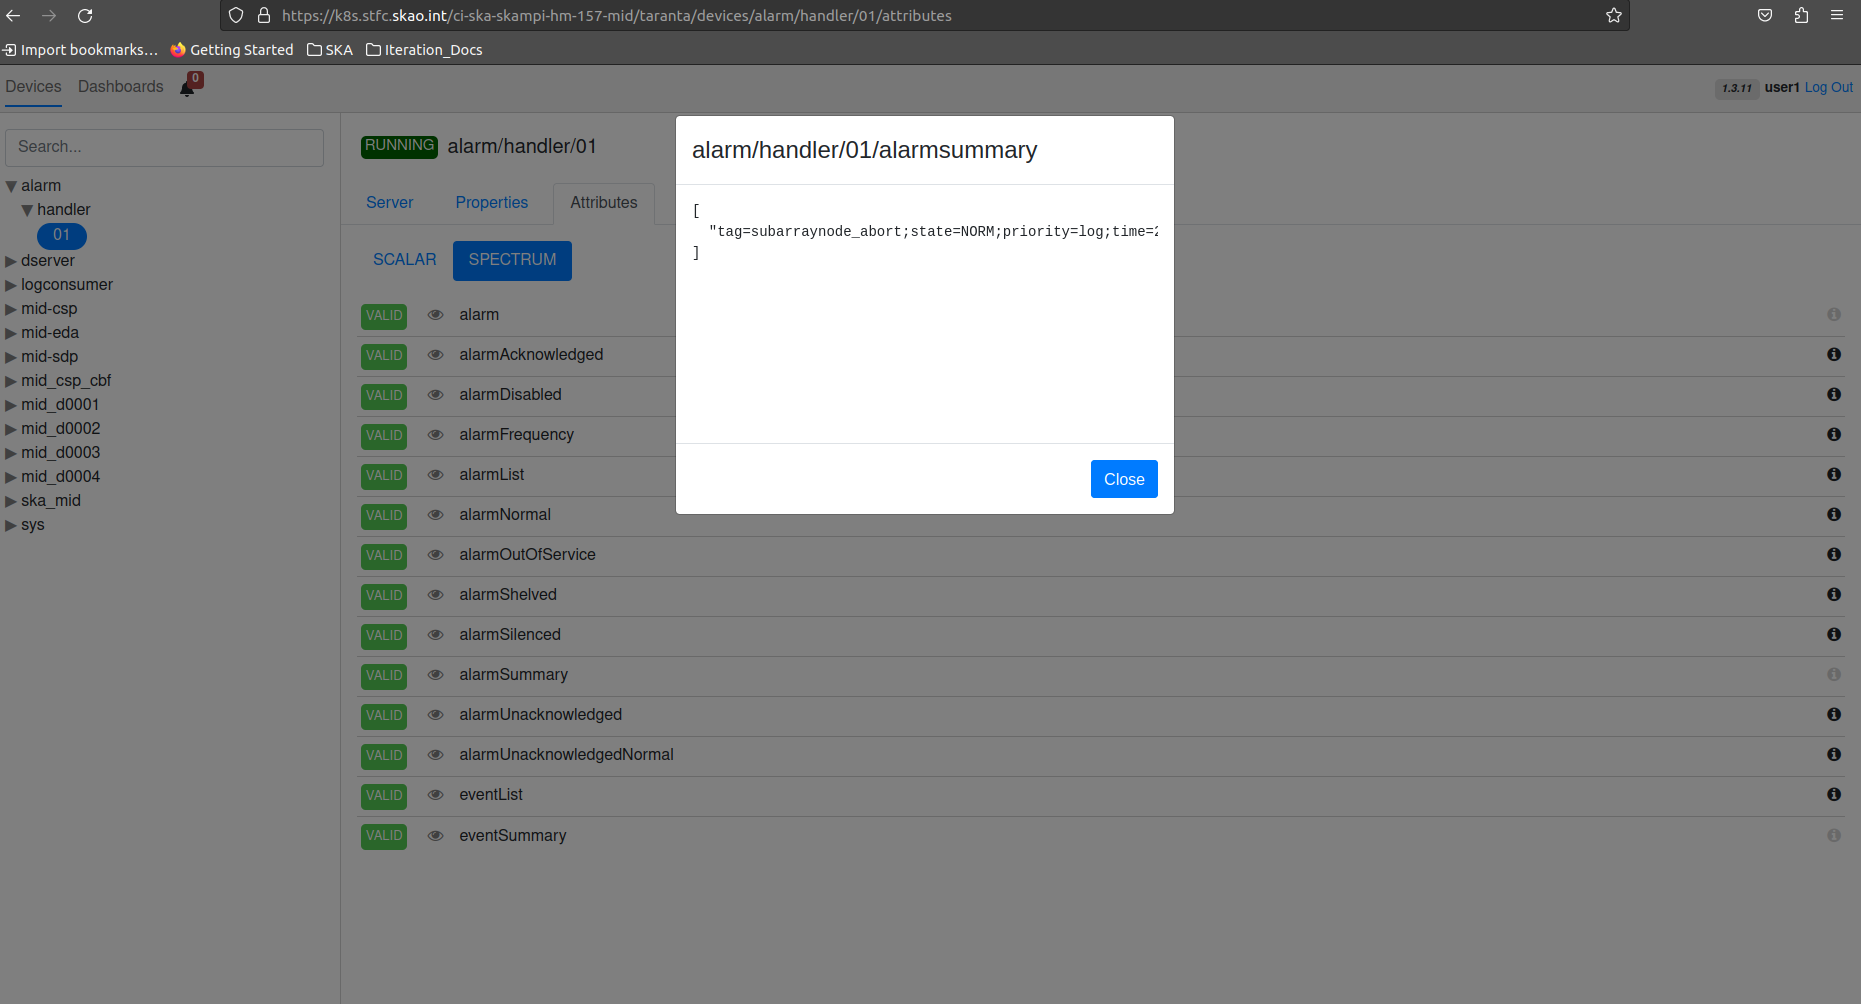 https://k8s.stfc.skao.int/ci-ska-skampi-hm-157-mid/taranta/devices/alarm/handler/01/attributes
Import bookmarks... Getting Started SKA Iteration_Docs
Devices Dashboards 0 1.3.11 user1 Log Out
Search...
alarm
handler
01
dserver
logconsumer
mid-csp
mid-eda
mid-sdp
mid_csp_cbf
mid_d0001
mid_d0002
mid_d0003
mid_d0004
ska_mid
sys
RUNNING alarm/handler/01
Server Properties Attributes
SCALAR SPECTRUM
VALID alarm
VALID alarmAcknowledged
VALID alarmDisabled
VALID alarmFrequency
VALID alarmList
VALID alarmNormal
VALID alarmOutOfService
VALID alarmShelved
VALID alarmSilenced
VALID alarmSummary
VALID alarmUnacknowledged
VALID alarmUnacknowledgedNormal
VALID eventList
VALID eventSummary
alarm/handler/01/alarmsummary
[
"tag=subarraynode_abort;state=NORM;priority=log;time=2
]
Close